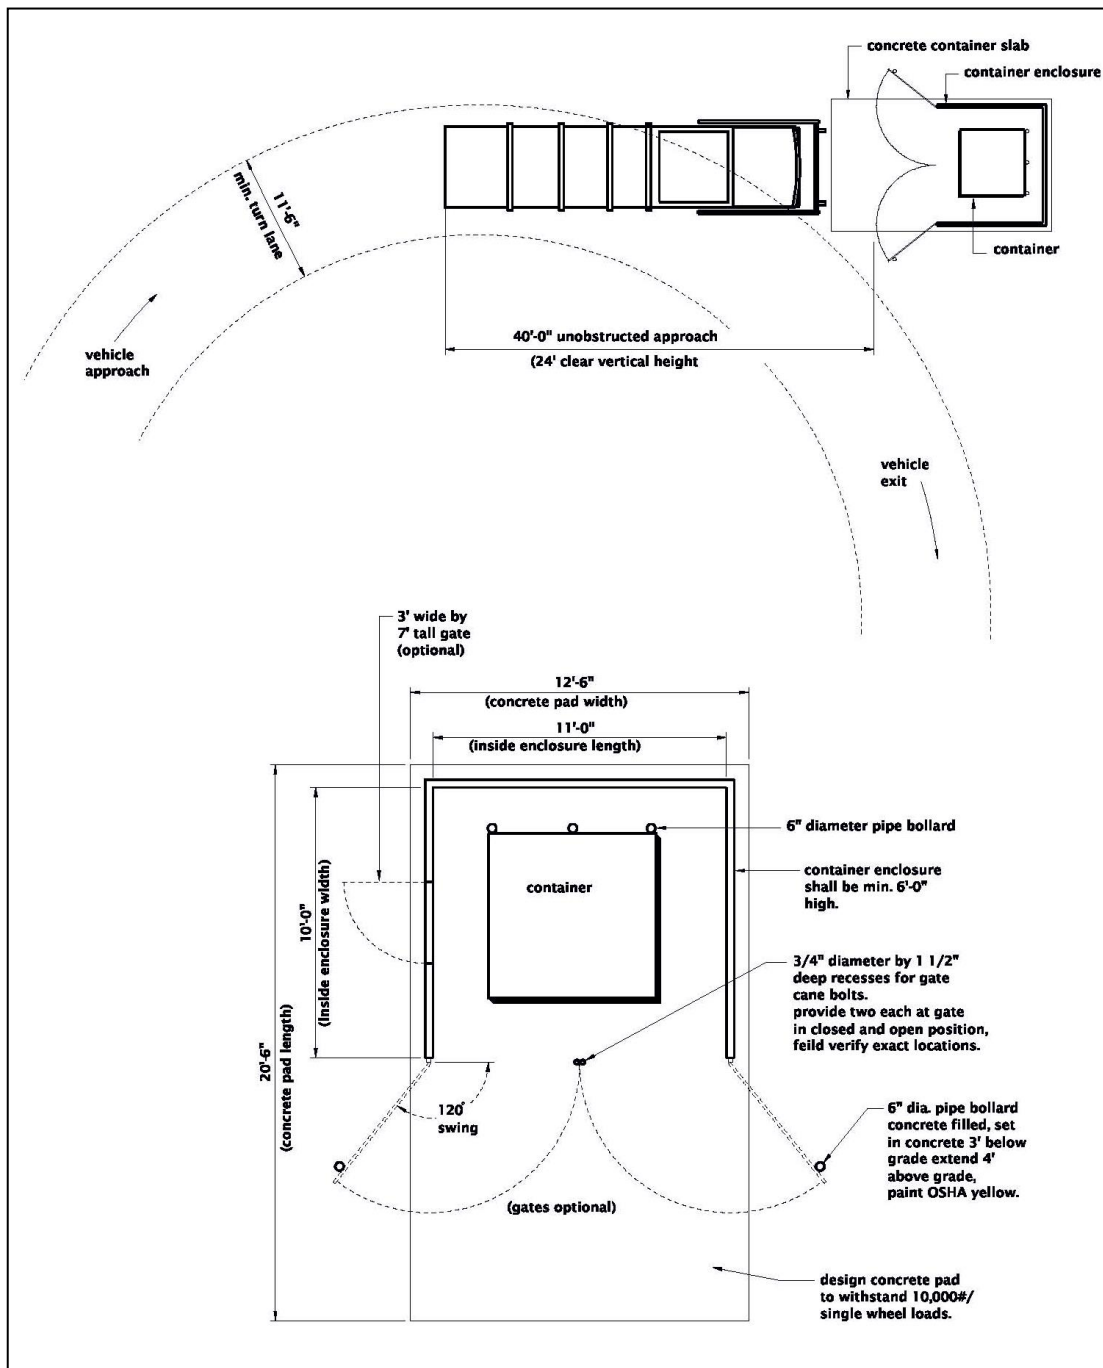 concrete container slab
container enclosure
11'-6"
min. turn lane
container
40'-0" unobstructed approach
(24' clear vertical height
vehicle
approach
vehicle
exit
3' wide by
7' tall gate
(optional)
12'-6"
(concrete pad width)
11'-0"
(inside enclosure length)
6" diameter pipe bollard
container
container enclosure
shall be min. 6'-0"
high.
10'-0"
(inside enclosure width)
3/4" diameter by 1 1/2"
deep recesses for gate
cane bolts.
provide two each at gate
in closed and open position,
feild verify exact locations.
20'-6"
(concrete pad length)
120°
swing
6" dia. pipe bollard
concrete filled, set
in concrete 3' below
grade extend 4'
above grade,
paint OSHA yellow.
(gates optional)
design concrete pad
to withstand 10,000#/
single wheel loads.